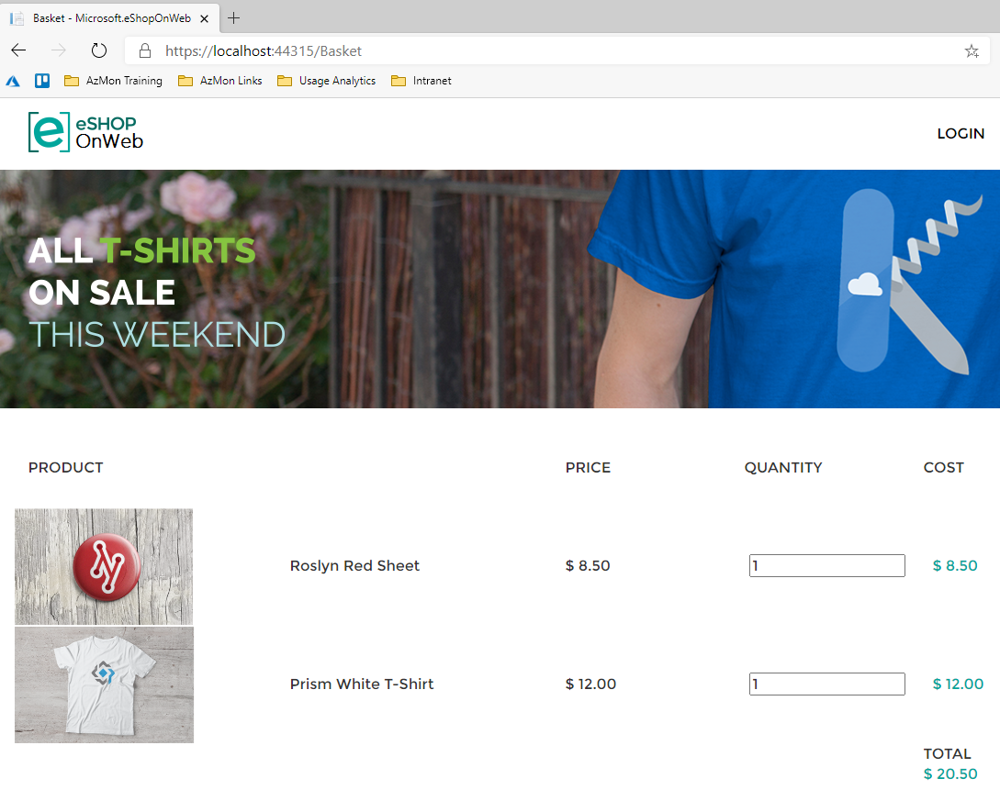 Basket - Microsoft.eShopOnWeb
https://localhost:44315/Basket
AzMon Training AzMon Links Usage Analytics Intranet
e eSHOP
OnWeb
LOGIN
ALL T-SHIRTS
ON SALE
THIS WEEKEND
PRODUCT PRICE QUANTITY COST
Roslyn Red Sheet $ 8.50 1 $ 8.50
Prism White T-Shirt $ 12.00 1 $ 12.00
TOTAL
$ 20.50